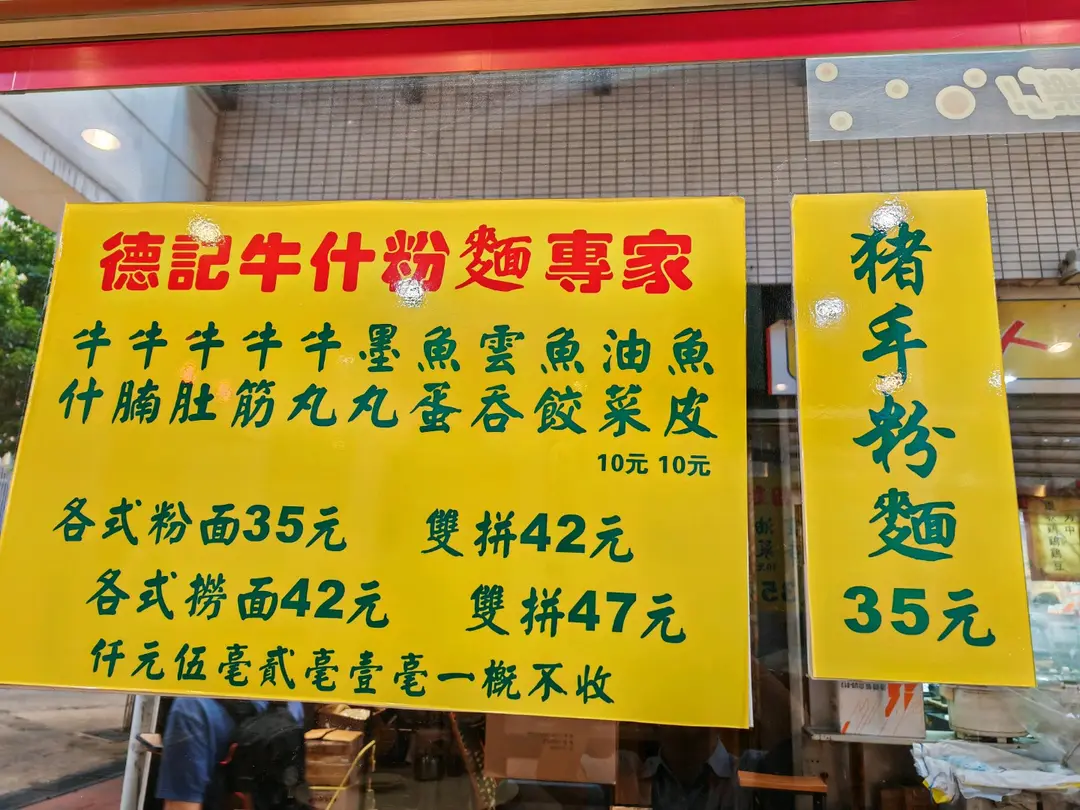 德記牛什粉麵專家
牛什 牛腩 牛肚 牛筋 牛丸 墨丸 魚蛋 雲吞 魚餃 油菜 魚皮
10元 10元
各式粉面35元 雙拼42元
各式撈面42元 雙拼47元
仟元伍毫貳毫壹毫一概不收
猪手粉麵
35元